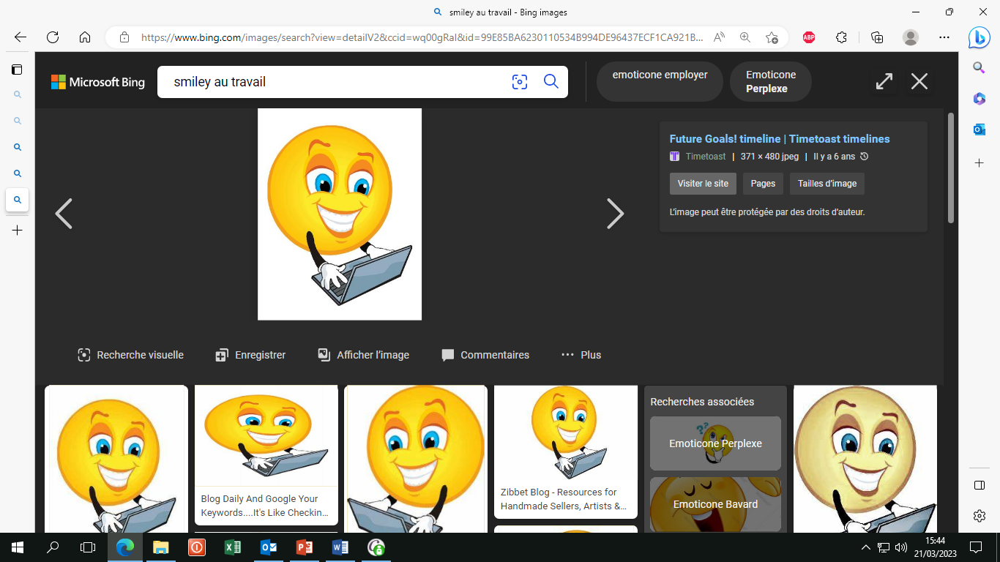 smiley au travail - Bing images
https://www.bing.com/images/search?view=detailV2&ccid=wq00gRaI&id=99E85BA6230110534B994DE96437ECF1CA921B...
ABP
Microsoft Bing
smiley au travail
emoticone employer
Emoticone
Perplexe
Future Goals! timeline | Timetoast timelines
Timetoast | 371 × 480 jpeg | Il y a 6 ans
Visiter le site Pages Tailles d'image
L'image peut être protégée par des droits d'auteur.
Recherche visuelle Enregistrer Afficher l'image Commentaires ··· Plus
Blog Daily And Google Your
Keywords....It's Like Checkin...
Zibbet Blog - Resources for
Handmade Sellers, Artists &...
Recherches associées
Emoticone Perplexe
Emoticone Bavard
15:44
21/03/2023